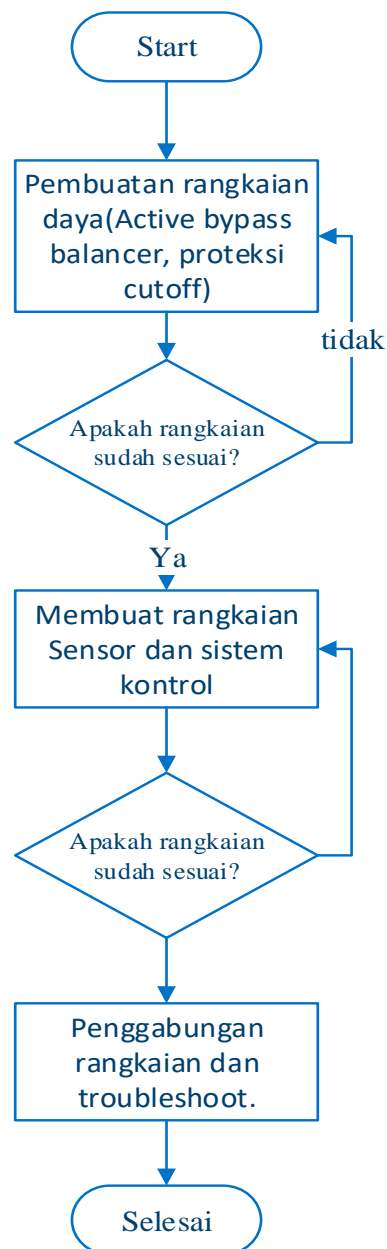 Start
Pembuatan rangkaian
daya(Active bypass
balancer, proteksi
cutoff)
tidak
Apakah rangkaian
sudah sesuai?
Ya
Membuat rangkaian
Sensor dan sistem
kontrol
Apakah rangkaian
sudah sesuai?
Penggabungan
rangkaian dan
troubleshoot.
Selesai